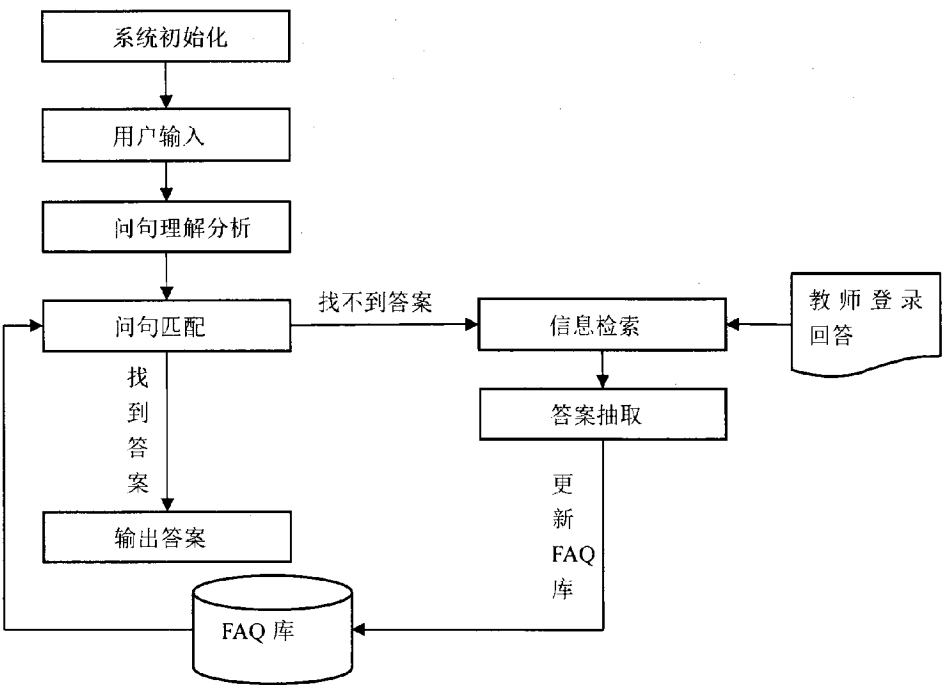 系统初始化
用户输入
问句理解分析
问句匹配
找不到答案
信息检索
教师登录
回答
找
到
答
案
答案抽取
输出答案
更
新
FAQ
库
FAQ 库